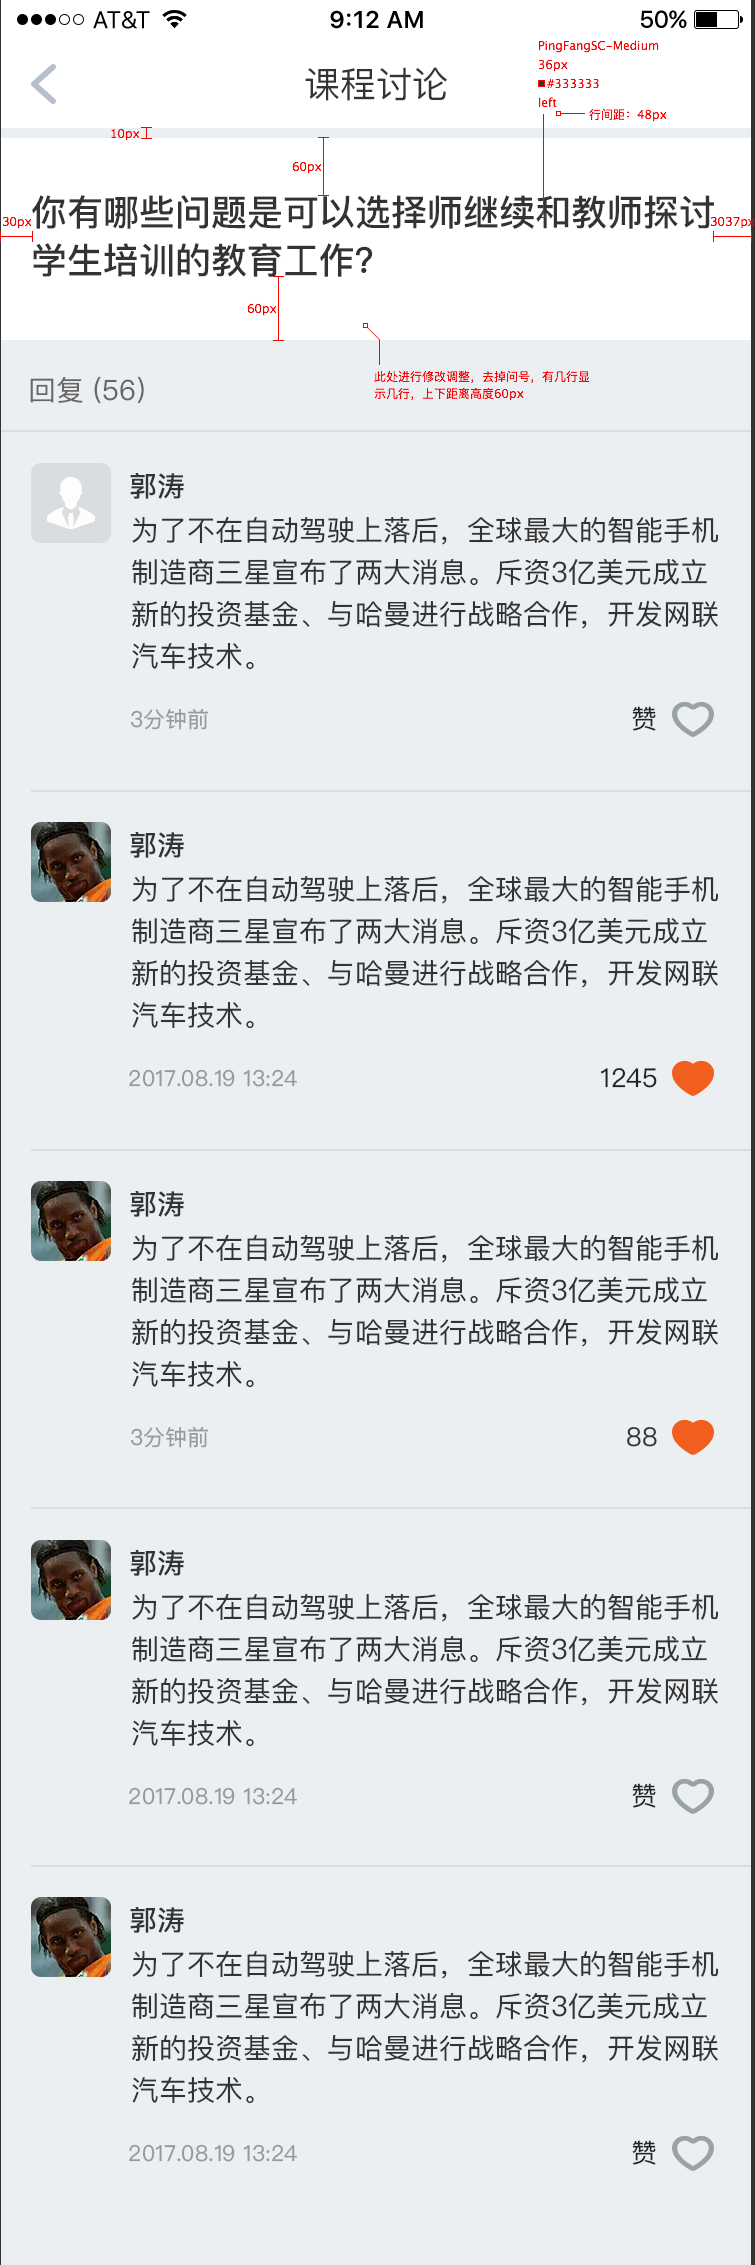 AT&T 9:12 AM 50%
PingFangSC-Medium
36px
课程讨论
#333333
left
行间距：48px
10px
60px
你有哪些问题是可以选择师继续和教师探讨
30px
3037px
学生培训的教育工作?
60px
此处进行修改调整，去掉问号，有几行显
示几行，上下距离高度60px
回复 (56)
郭涛
为了不在自动驾驶上落后，全球最大的智能手机
制造商三星宣布了两大消息。斥资3亿美元成立
新的投资基金、与哈曼进行战略合作，开发网联
汽车技术。
3分钟前 赞
郭涛
为了不在自动驾驶上落后，全球最大的智能手机
制造商三星宣布了两大消息。斥资3亿美元成立
新的投资基金、与哈曼进行战略合作，开发网联
汽车技术。
2017.08.19 13:24 1245
郭涛
为了不在自动驾驶上落后，全球最大的智能手机
制造商三星宣布了两大消息。斥资3亿美元成立
新的投资基金、与哈曼进行战略合作，开发网联
汽车技术。
3分钟前 88
郭涛
为了不在自动驾驶上落后，全球最大的智能手机
制造商三星宣布了两大消息。斥资3亿美元成立
新的投资基金、与哈曼进行战略合作，开发网联
汽车技术。
2017.08.19 13:24 赞
郭涛
为了不在自动驾驶上落后，全球最大的智能手机
制造商三星宣布了两大消息。斥资3亿美元成立
新的投资基金、与哈曼进行战略合作，开发网联
汽车技术。
2017.08.19 13:24 赞